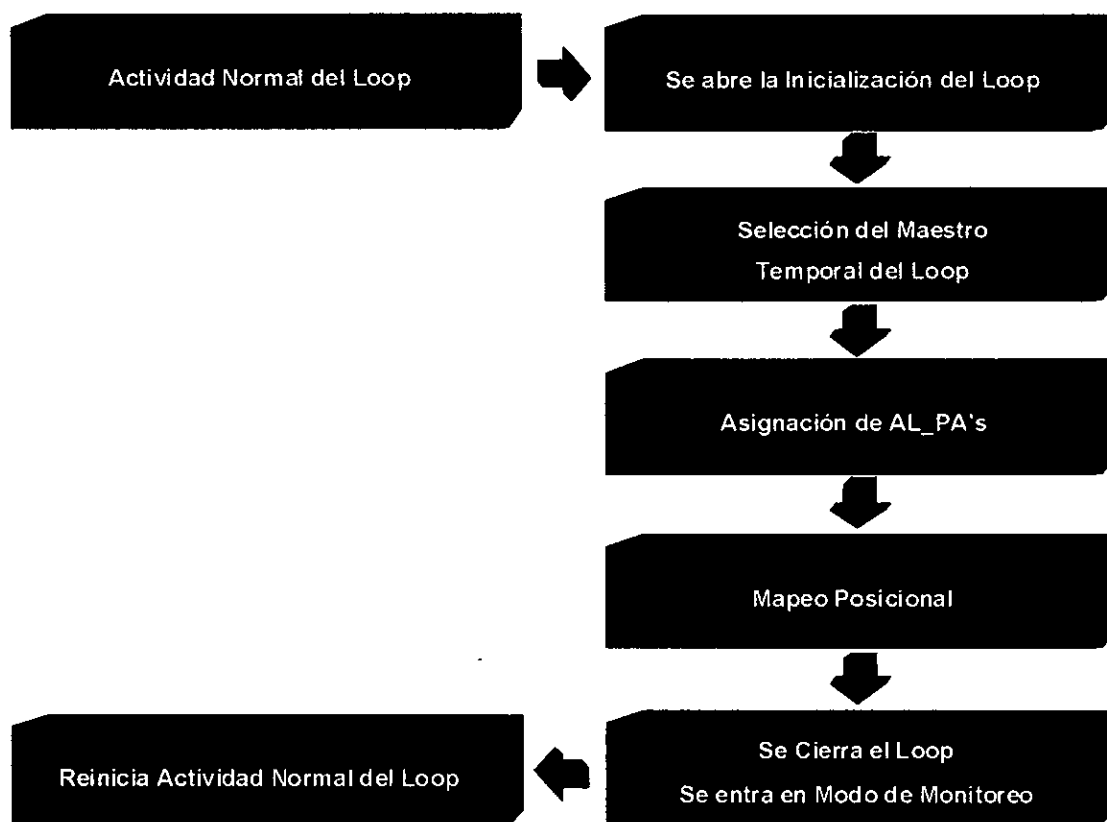 Actividad Normal del Loop
Se abre la Inicialización del Loop
Selección del Maestro
Temporal del Loop
Asignación de AL_PA's
Mapeo Posicional
Se Cierra el Loop
Se entra en Modo de Monitoreo
Reinicia Actividad Normal del Loop